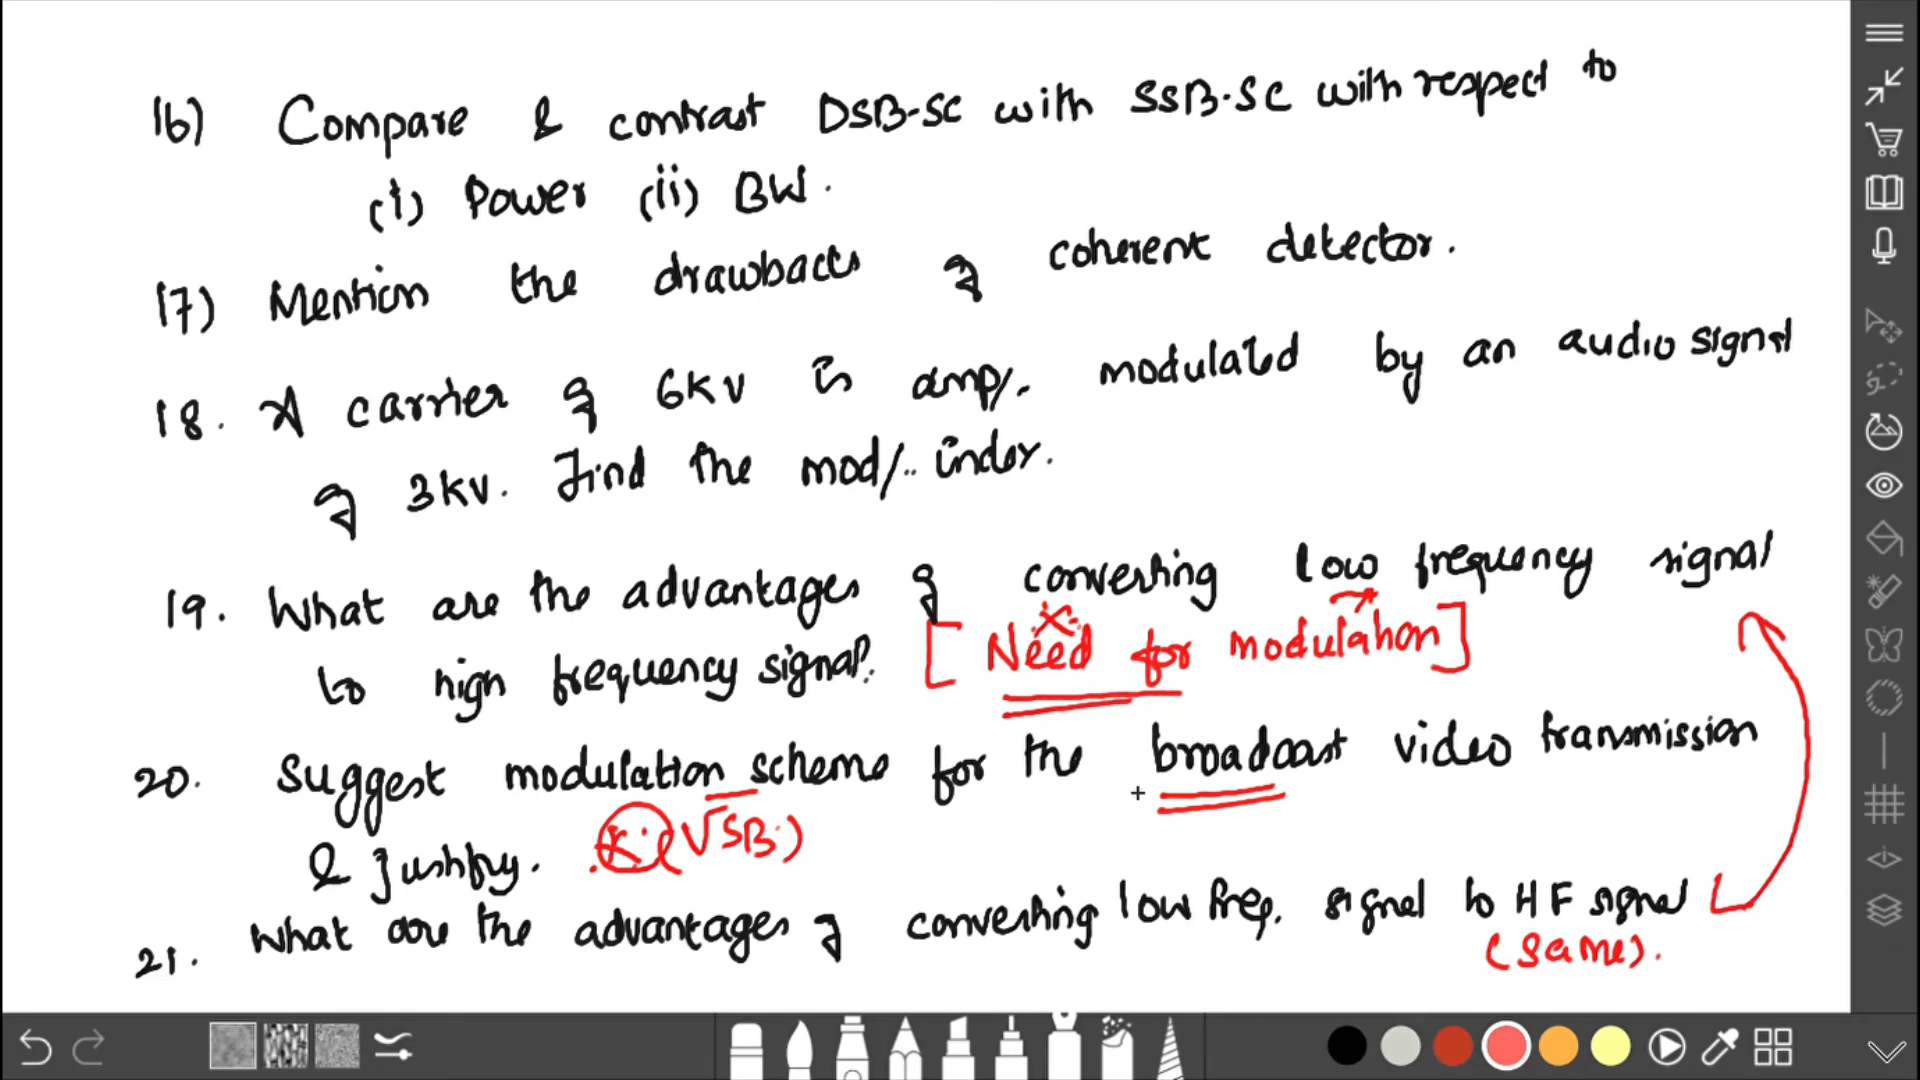 16) Compare & contrast DSB-SC with SSB-SC with respect to
(i) Power (ii) BW.
17) Mention the drawbacks of coherent detector.
18. A carrier of 6KV is amp/. modulated by an audio signal
of 3KV. Find the mod/.. index.
19. What are the advantages of converting low frequency signal
to high frequency signal?. [Need for modulation]
20. Suggest modulation scheme for the broadcast video transmission
& Justify. (VSB)
21. What are the advantages of converting low freq. signal to HF signal
(Same).